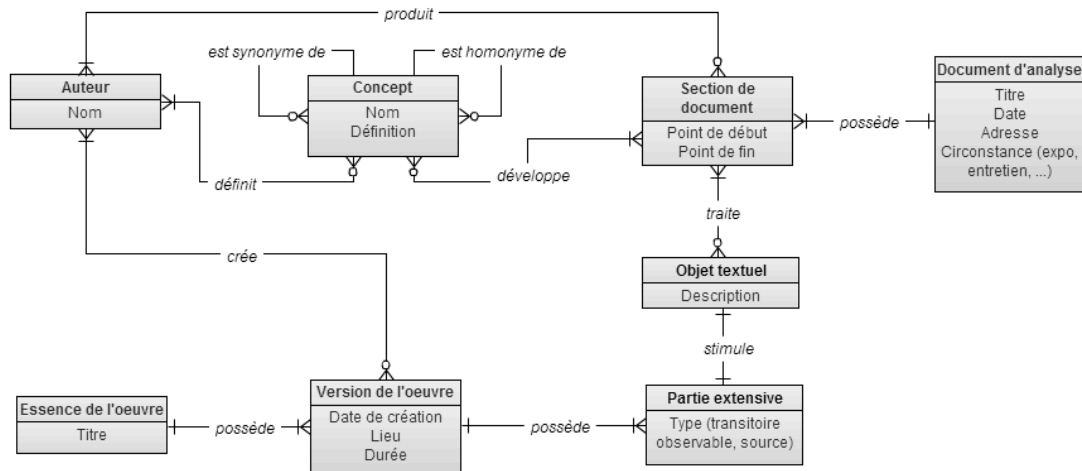 produit
est synonyme de
est homonyme de
Auteur
Nom
Concept
Nom
Définition
Section de
document
Point de début
Point de fin
Document d'analyse
Titre
Date
Adresse
Circonstance (expo,
entretien, ...)
possède
définit
développe
traite
crée
Objet textuel
Description
stimule
Essence de l'oeuvre
Titre
possède
Version de l'oeuvre
Date de création
Lieu
Durée
possède
Partie extensive
Type (transitoire
observable, source)